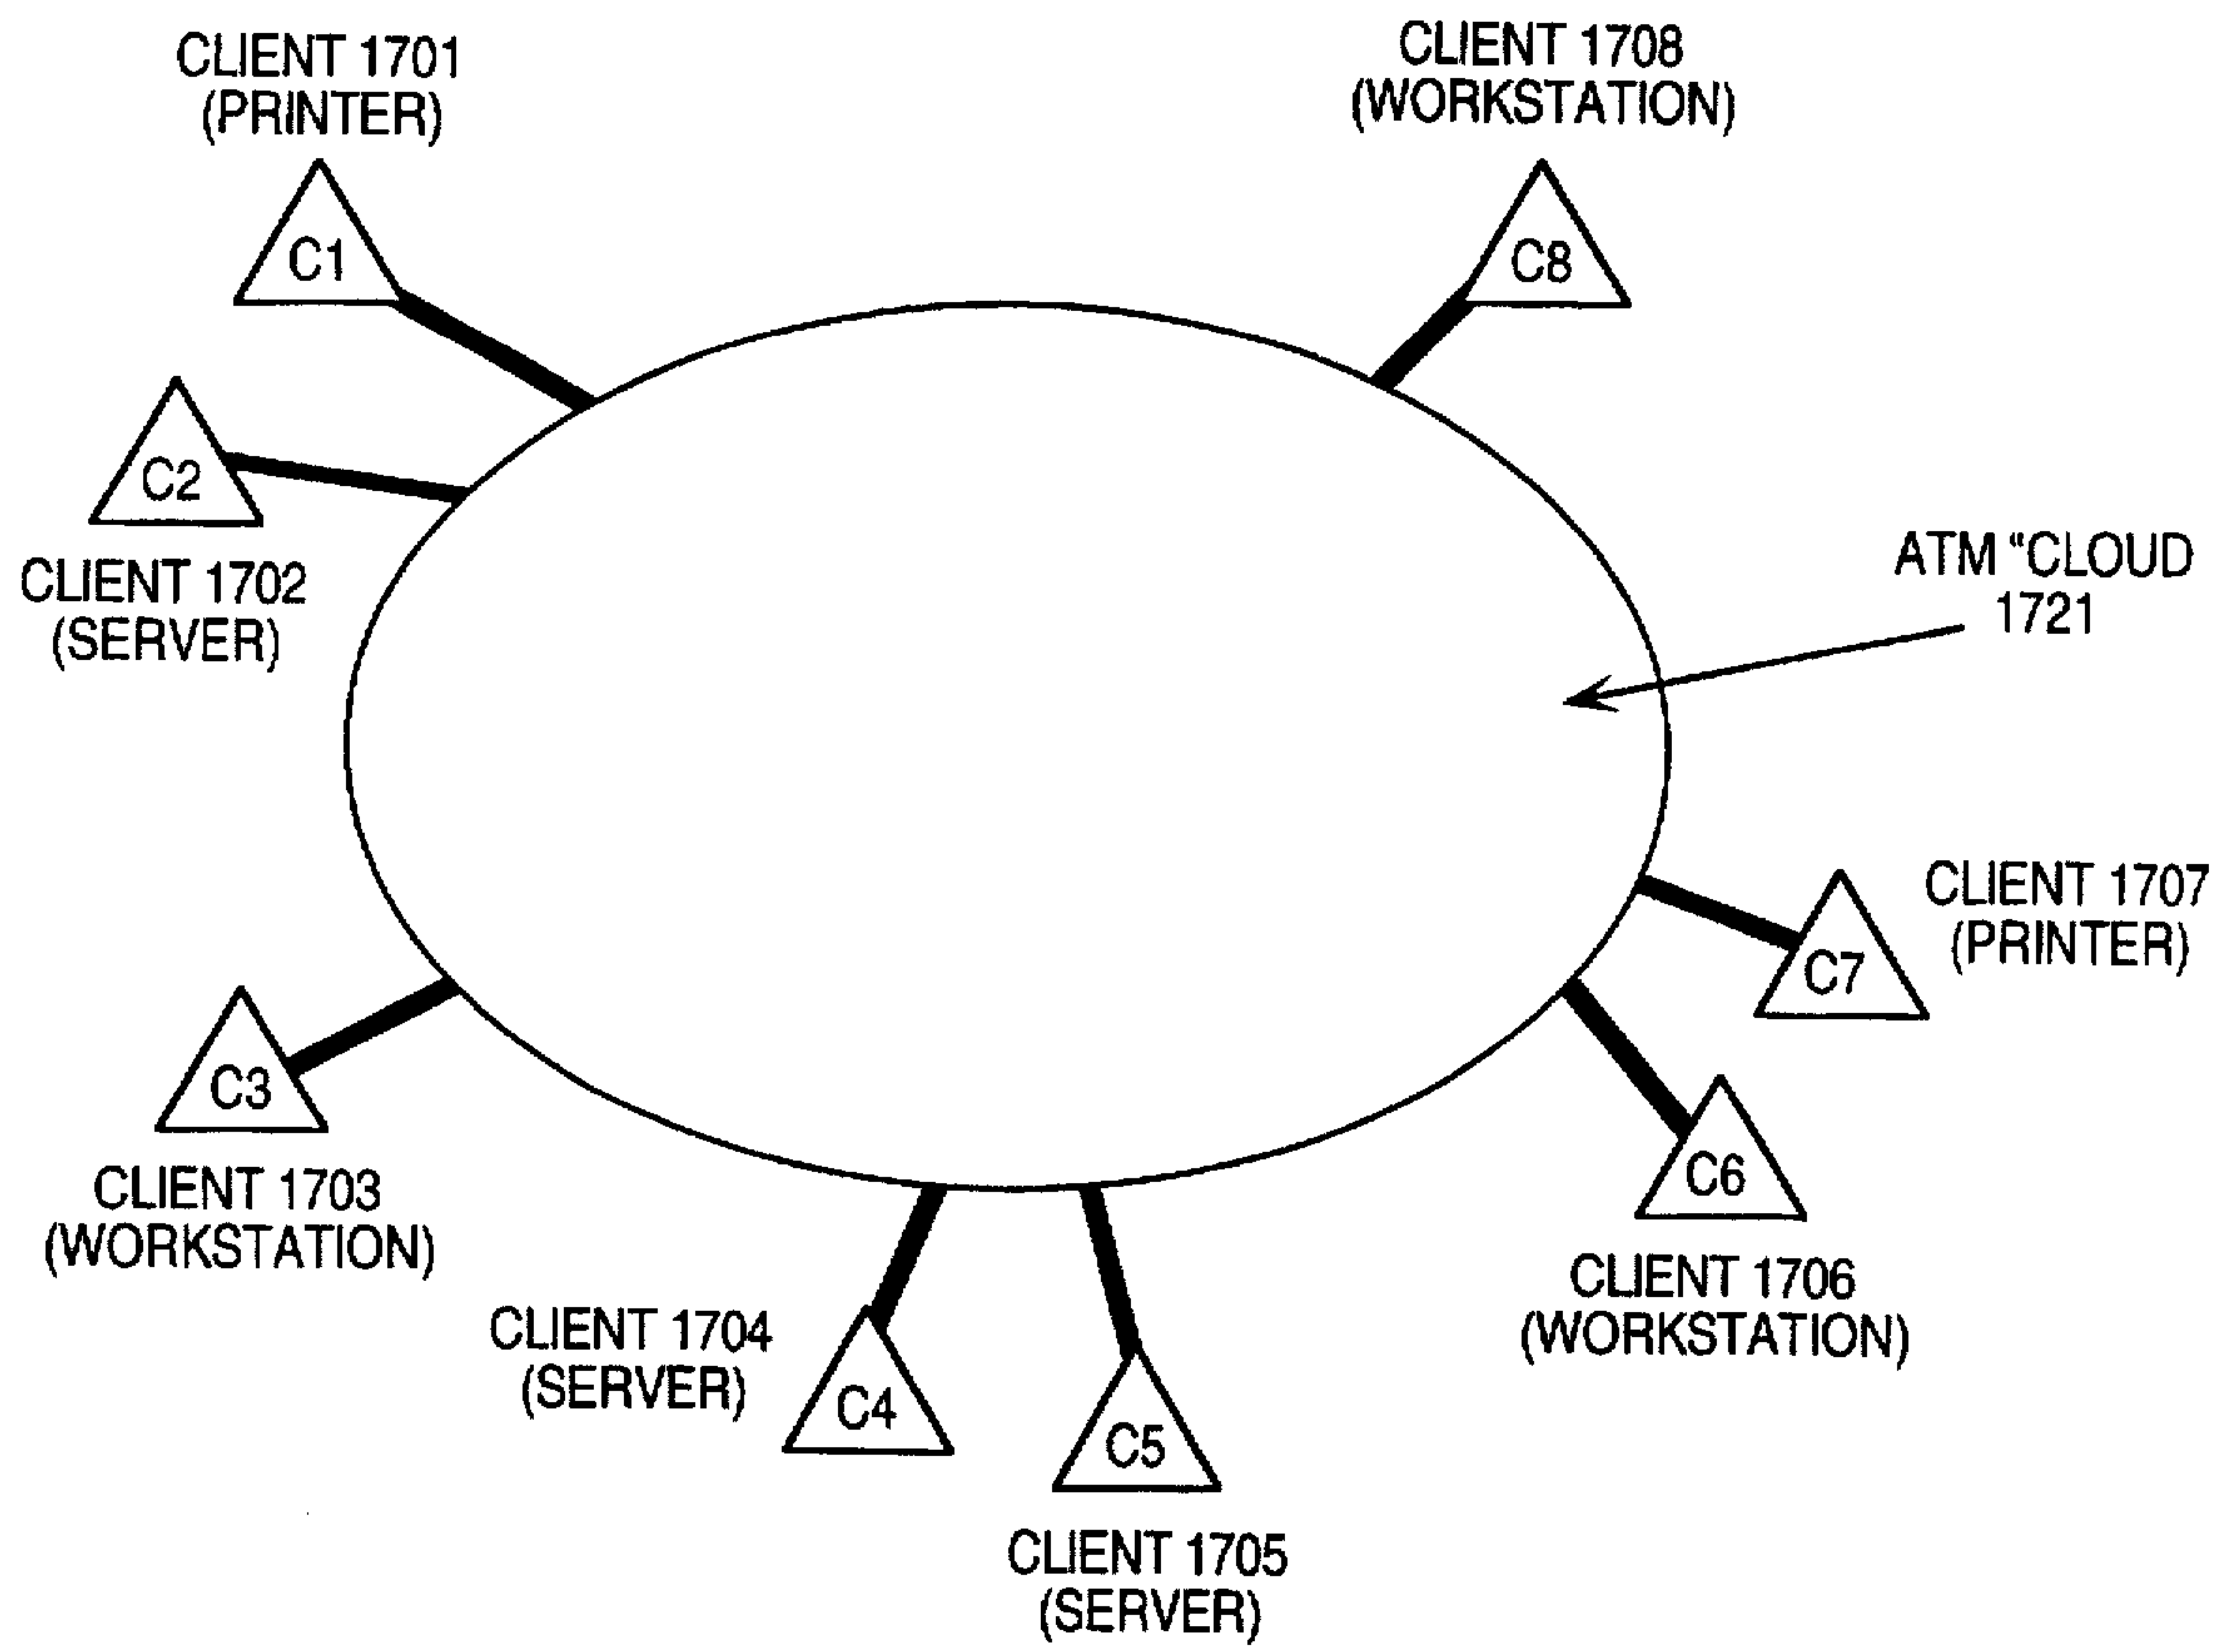 CLIENT 1701
(PRINTER)
CLIENT 1708
(WORKSTATION)
C1
C8
C2
CLIENT 1702
(SERVER)
ATM "CLOUD
1721
CLIENT 1707
(PRINTER)
C7
C3
CLIENT 1703
(WORKSTATION)
C6
CLIENT 1706
(WORKSTATION)
CLIENT 1704
(SERVER)
C4
C5
CLIENT 1705
(SERVER)